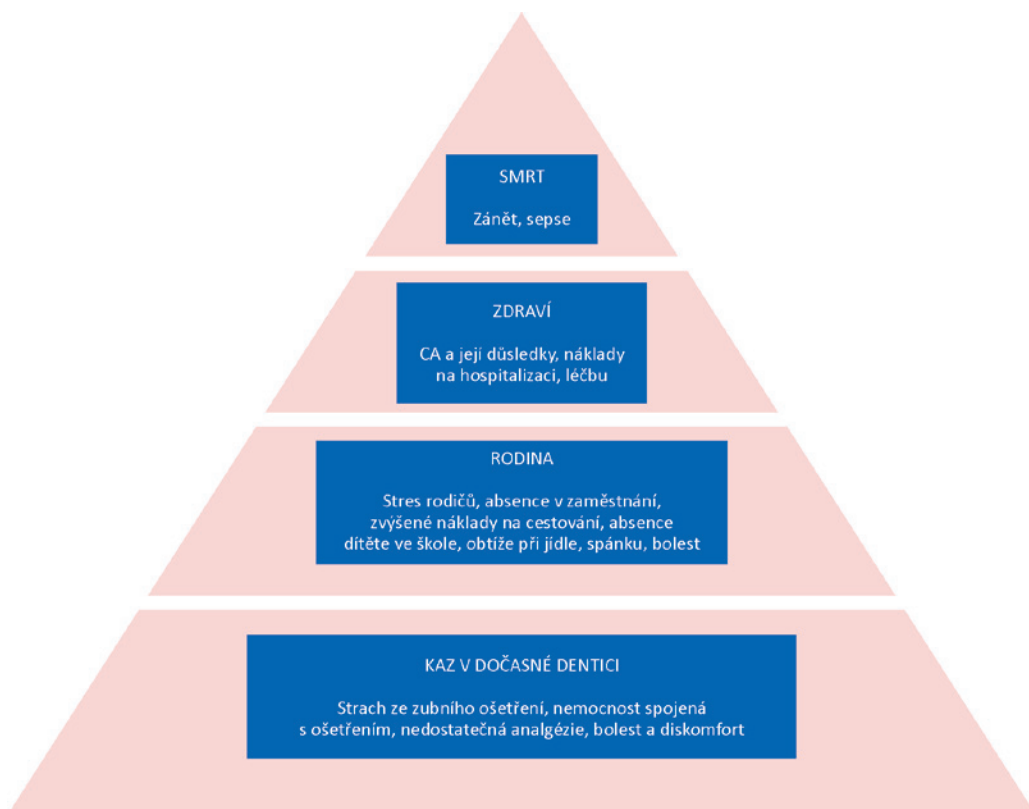 SMRT
Zánět, sepse
ZDRAVÍ
CA a její důsledky, náklady
na hospitalizaci, léčbu
RODINA
Stres rodičů, absence v zaměstnání,
zvýšené náklady na cestování, absence
dítěte ve škole, obtíže při jídle, spánku, bolest
KAZ V DOČASNÉ DENTICI
Strach ze zubního ošetření, nemocnost spojená
s ošetřením, nedostatečná analgézie, bolest a diskomfort